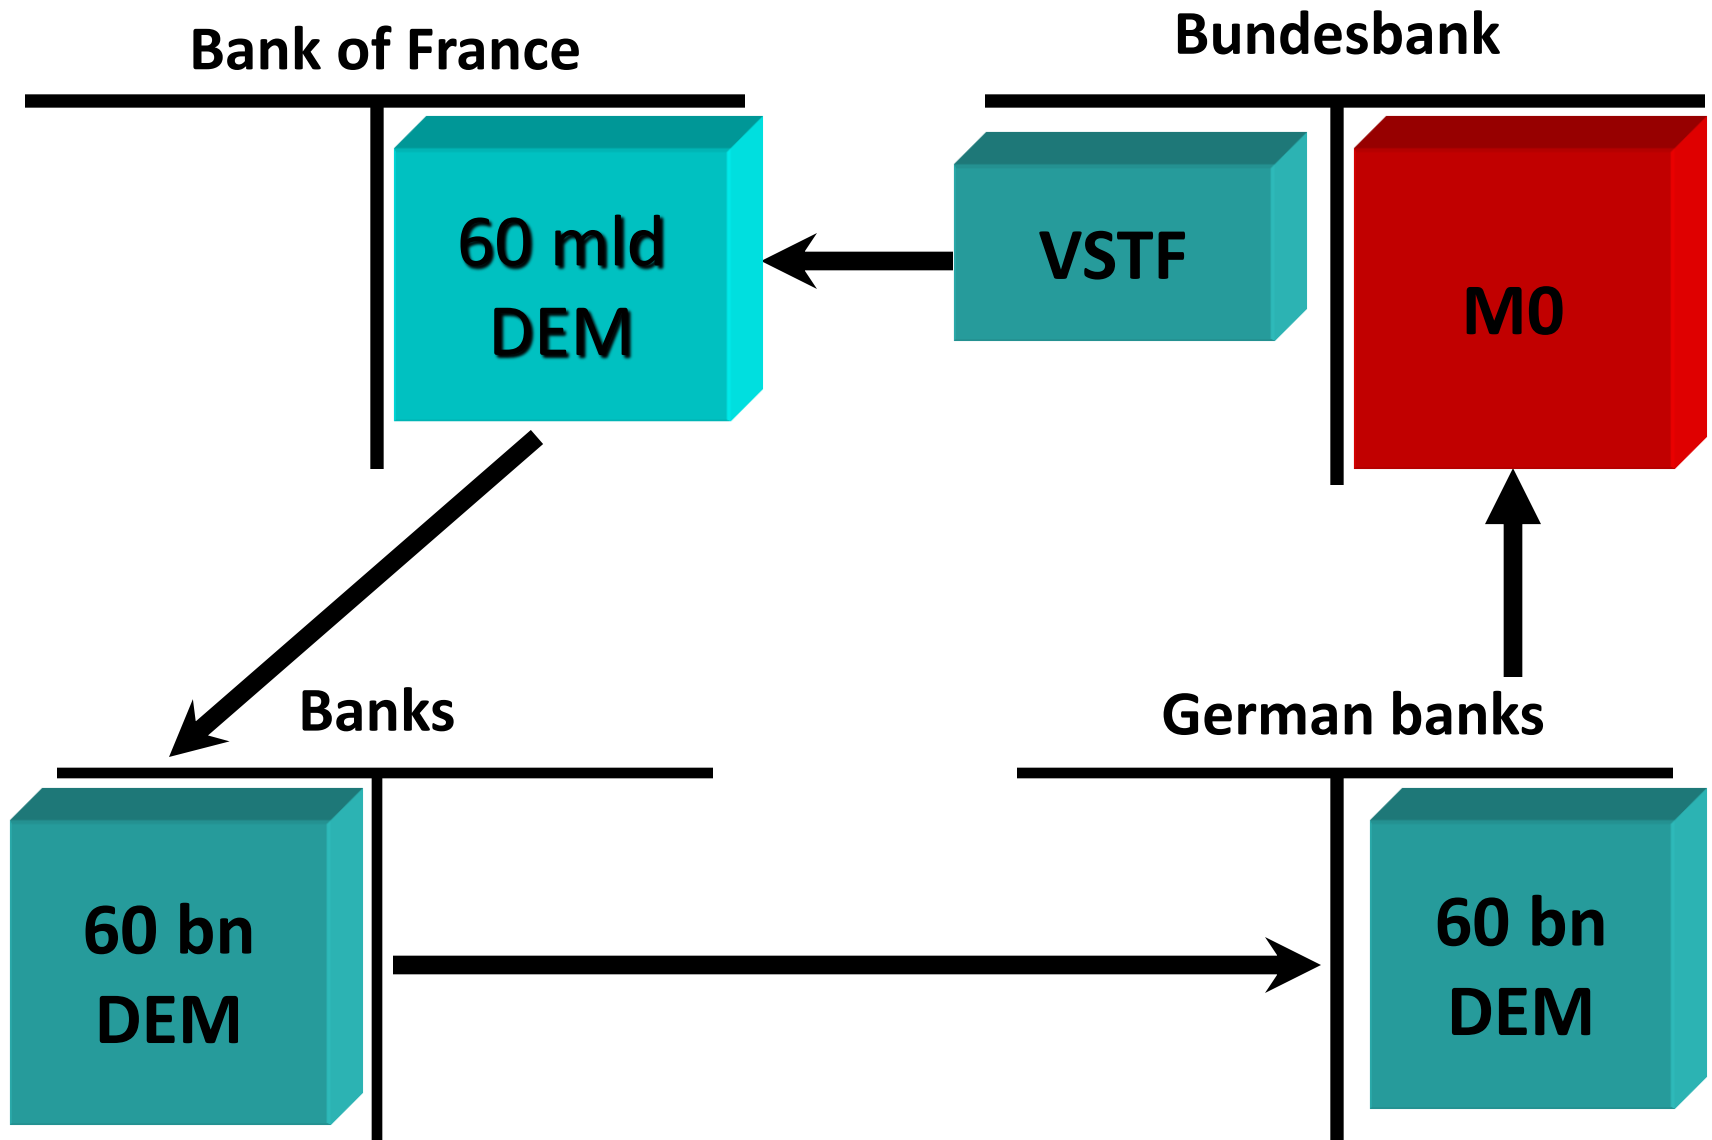 Bank of France
Bundesbank
60 mld
DEM
VSTF
M0
Banks
German banks
60 bn
DEM
60 bn
DEM